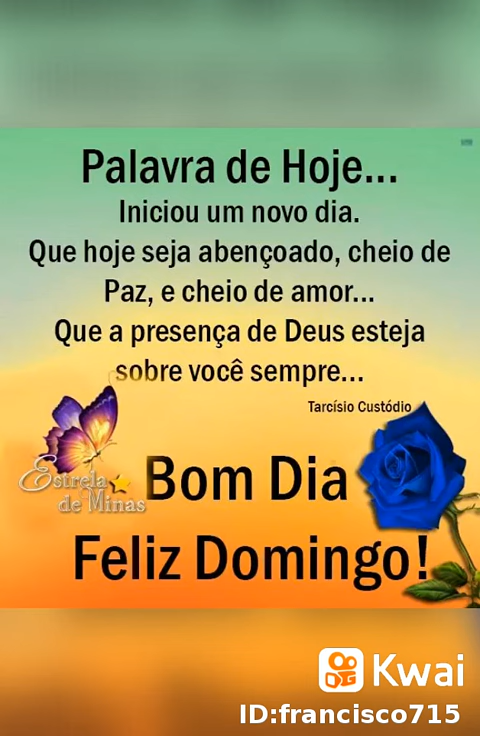 Palavra de Hoje...
Iniciou um novo dia.
Que hoje seja abençoado, cheio de
Paz, e cheio de amor...
Que a presença de Deus esteja
sobre você sempre...
Tarcísio Custódio
Estrela
de Minas
Bom Dia
Feliz Domingo!
Kwai
ID:francisco715